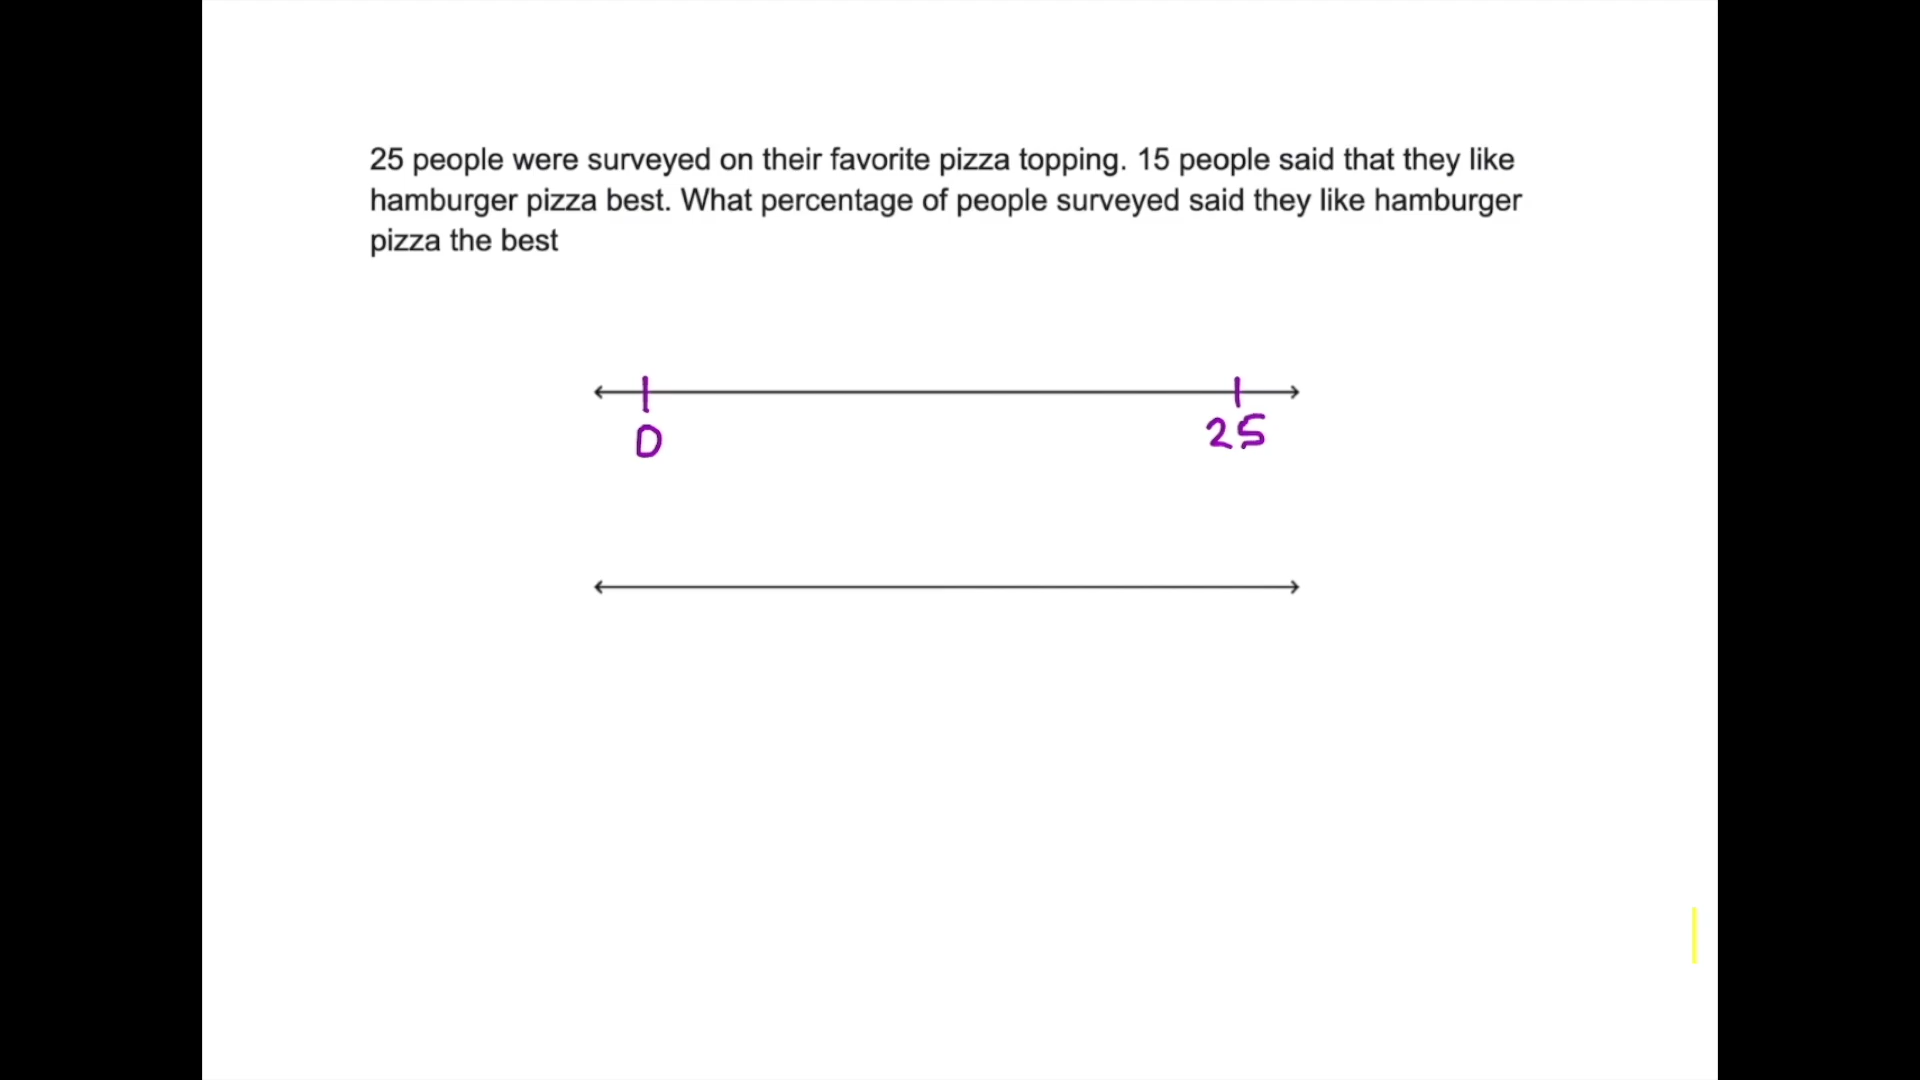 25 people were surveyed on their favorite pizza topping. 15 people said that they like
hamburger pizza best. What percentage of people surveyed said they like hamburger
pizza the best
0 25